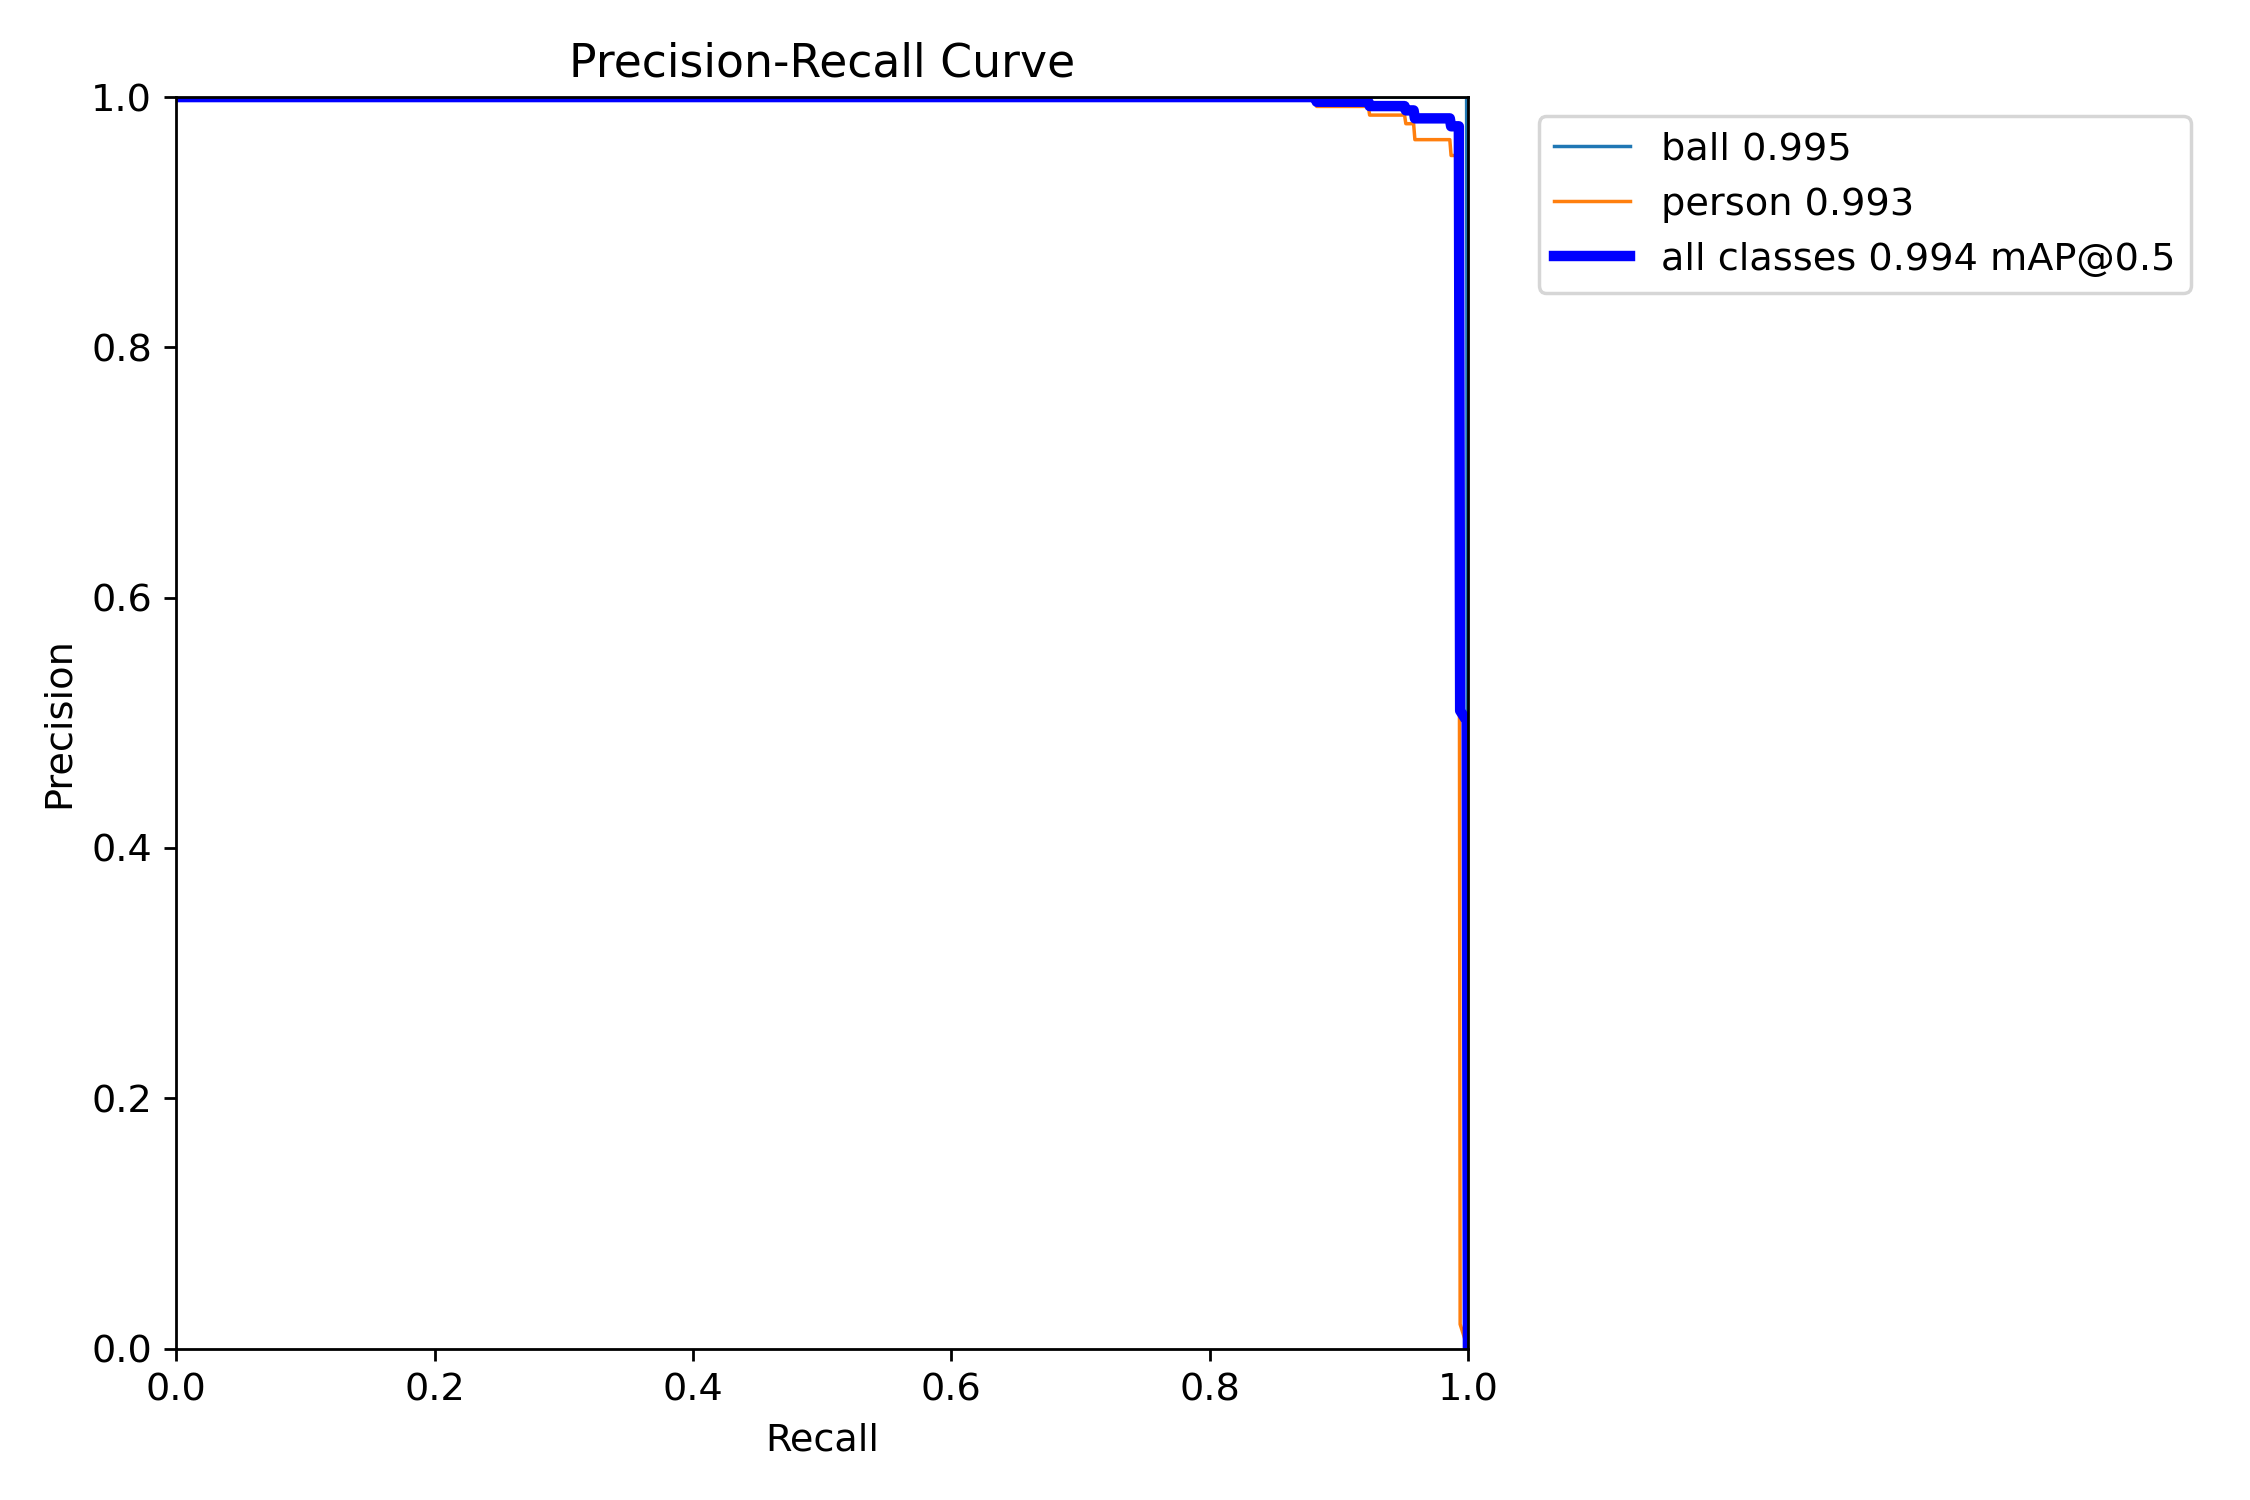 Precision-Recall Curve
1.0
0.8
0.6
0.4
0.2
0.0
Precision
0.0 0.2 0.4 0.6 0.8 1.0
Recall
ball 0.995
person 0.993
all classes 0.994 mAP@0.5